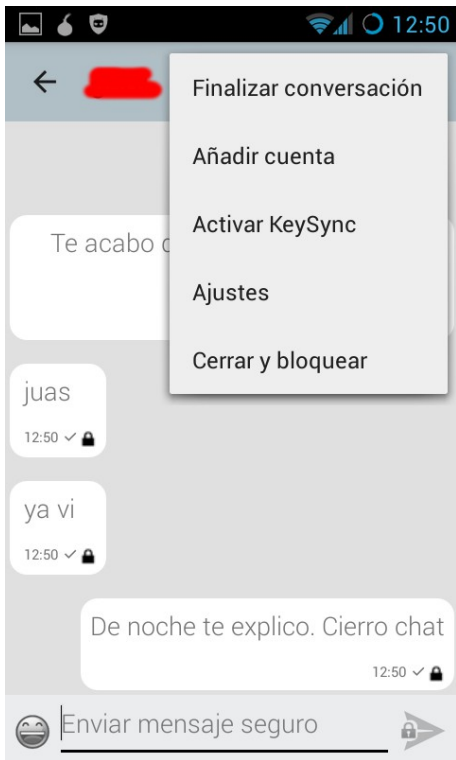 12:50
Finalizar conversación
Añadir cuenta
Activar KeySync
Ajustes
Cerrar y bloquear
Te acabo
juas
12:50
ya vi
12:50
De noche te explico. Cierro chat
12:50
Enviar mensaje seguro